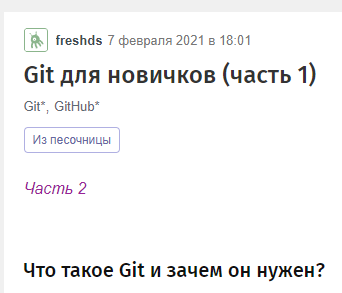 freshds 7 февраля 2021 в 18:01
Git для новичков (часть 1)
Git*, GitHub*
Из песочницы
Часть 2
Что такое Git и зачем он нужен?